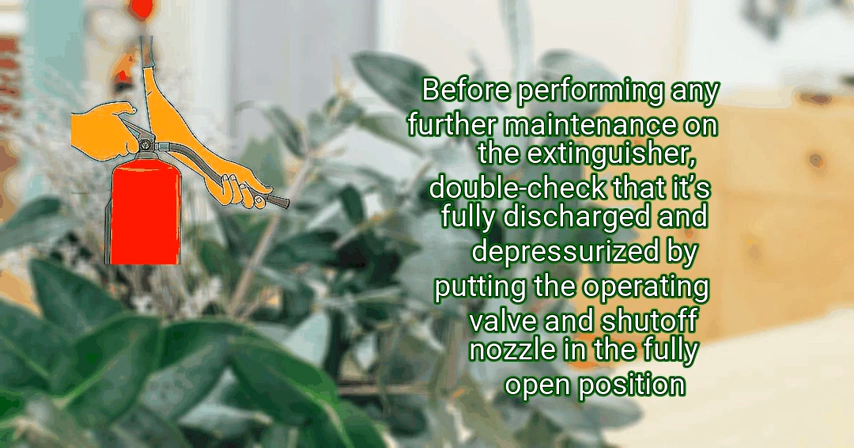 Before performing any
further maintenance on
the extinguisher,
double-check that it's
fully discharged and
depressurized by
putting the operating
valve and shutoff
nozzle in the fully
open position